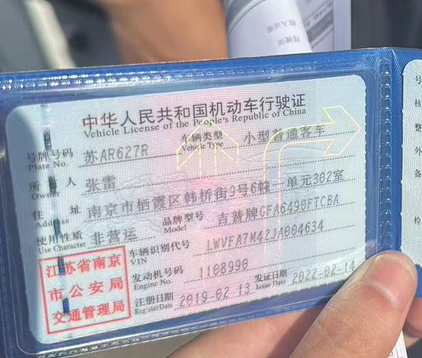 中华人民共和国机动车行驶证
Vehicle License of the People's Republic of China
号牌号码 苏AR627R 车辆类型 小型普通客车
Plate No. Vehicle Type
所有人 张雷
住址 南京市栖霞区韩桥街9号6幢一单元302室
Address
使用性质 非营运 品牌型号 吉普牌GFA6490FTCBA
Use Character Model
车辆识别代号 LWVFA7M42JA004634
VIN
江苏省南京
市公安局
交通管理局
发动机号码 1108990
Engine No.
注册日期 2019-02-13 发证日期 2022-02-14
Register Date Issue Date